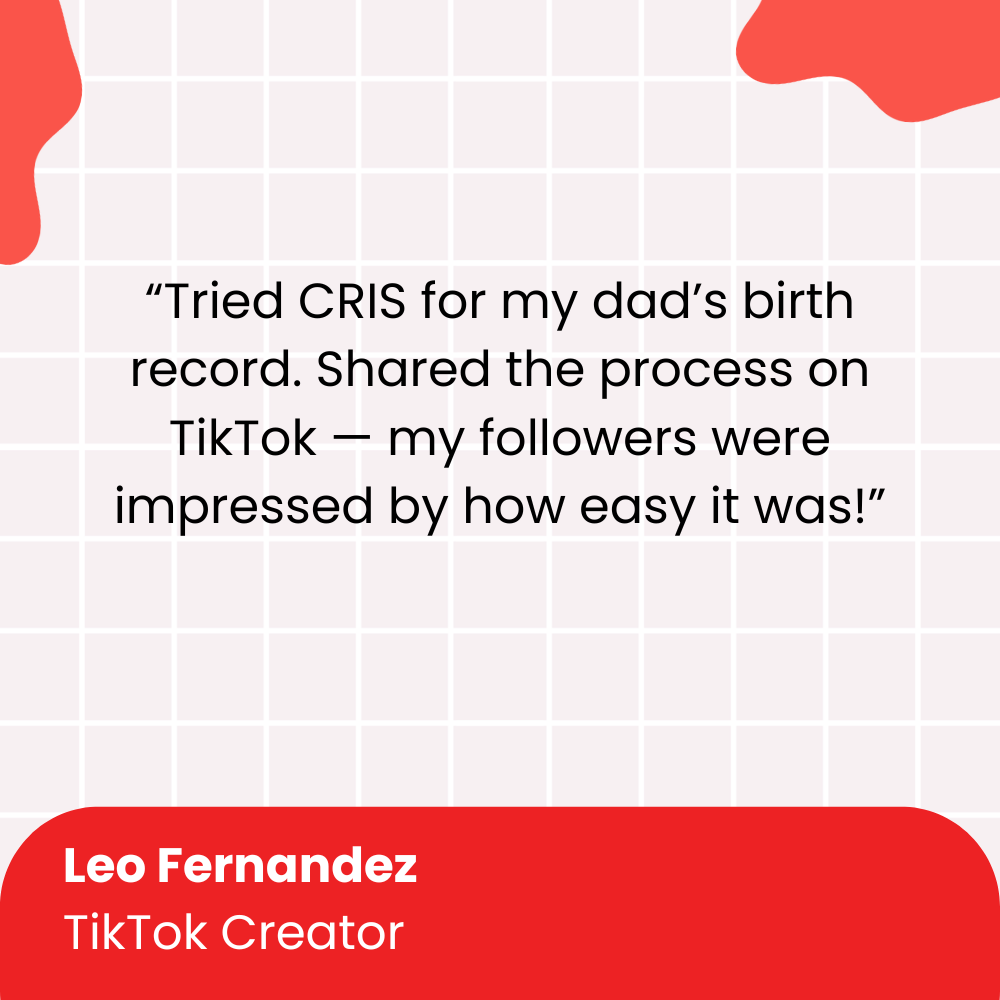 “Tried CRIS for my dad’s birth
record. Shared the process on
TikTok — my followers were
impressed by how easy it was!”
Leo Fernandez
TikTok Creator